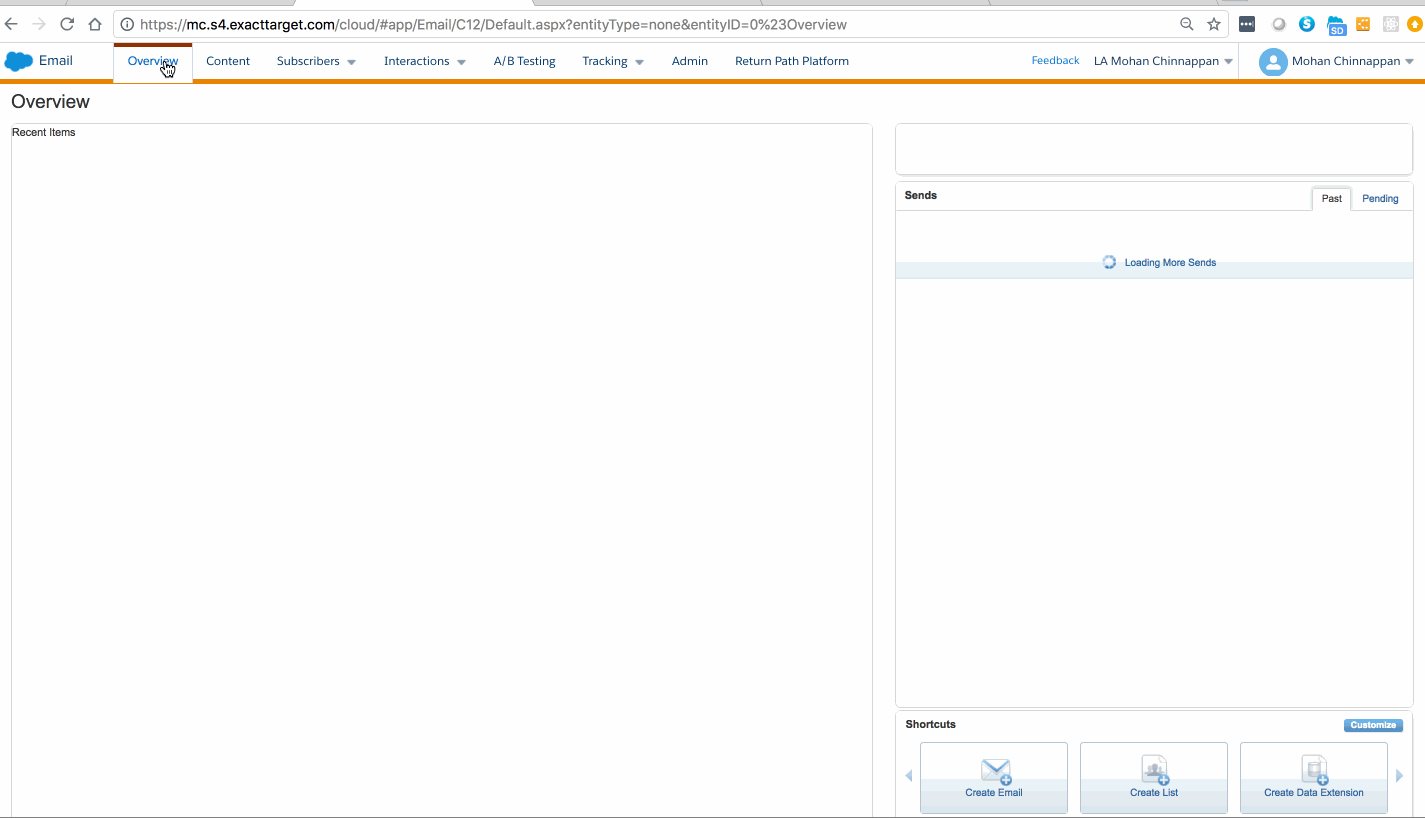 https://mc.s4.exacttarget.com/cloud/#app/Email/C12/Default.aspx?entityType=none&entityID=0%23Overview
SD
Email Overview Content Subscribers Interactions A/B Testing Tracking Admin Return Path Platform Feedback LA Mohan Chinnappan Mohan Chinnappan
Overview
Recent Items
Sends Past Pending
Loading More Sends
Shortcuts Customize
Create Email Create List Create Data Extension